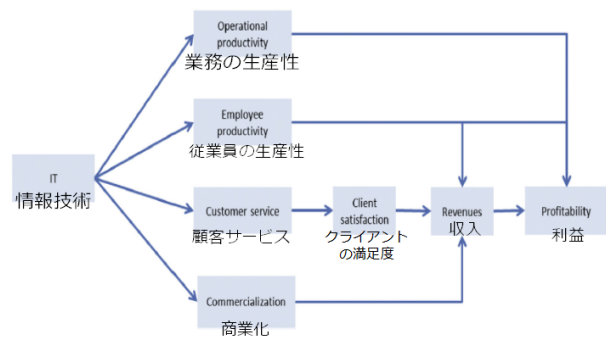 Operational
productivity
業務の生産性
Employee
productivity
従業員の生産性
IT
情報技術
Customer service
顧客サービス
Client
satisfaction
クライアント
の満足度
Revenues
収入
Profitability
利益
Commercialization
商業化